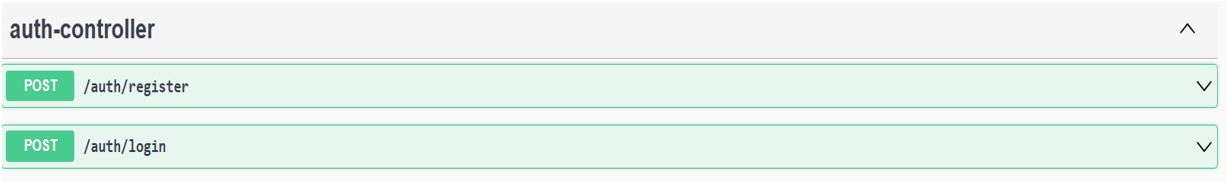 auth-controller
POST /auth/register
POST /auth/login